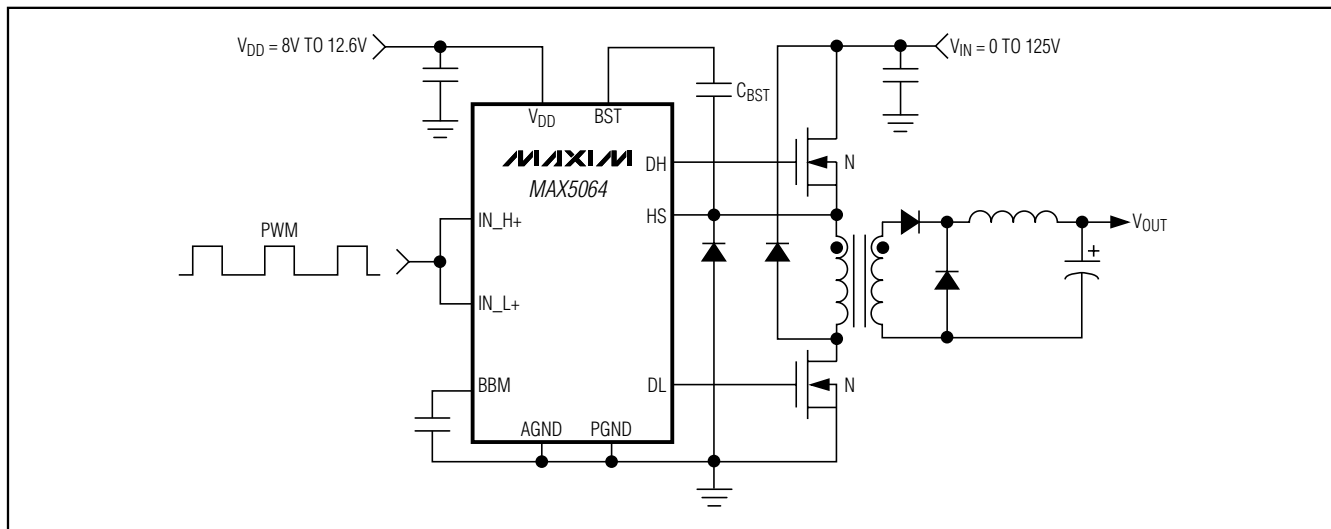 V_DD = 8V TO 12.6V
V_IN = 0 TO 125V
C_BST
V_DD BST
MAXIM
MAX5064
DH
N
HS
IN_H+
PWM
V_OUT
+
IN_L+
BBM
DL
N
AGND PGND